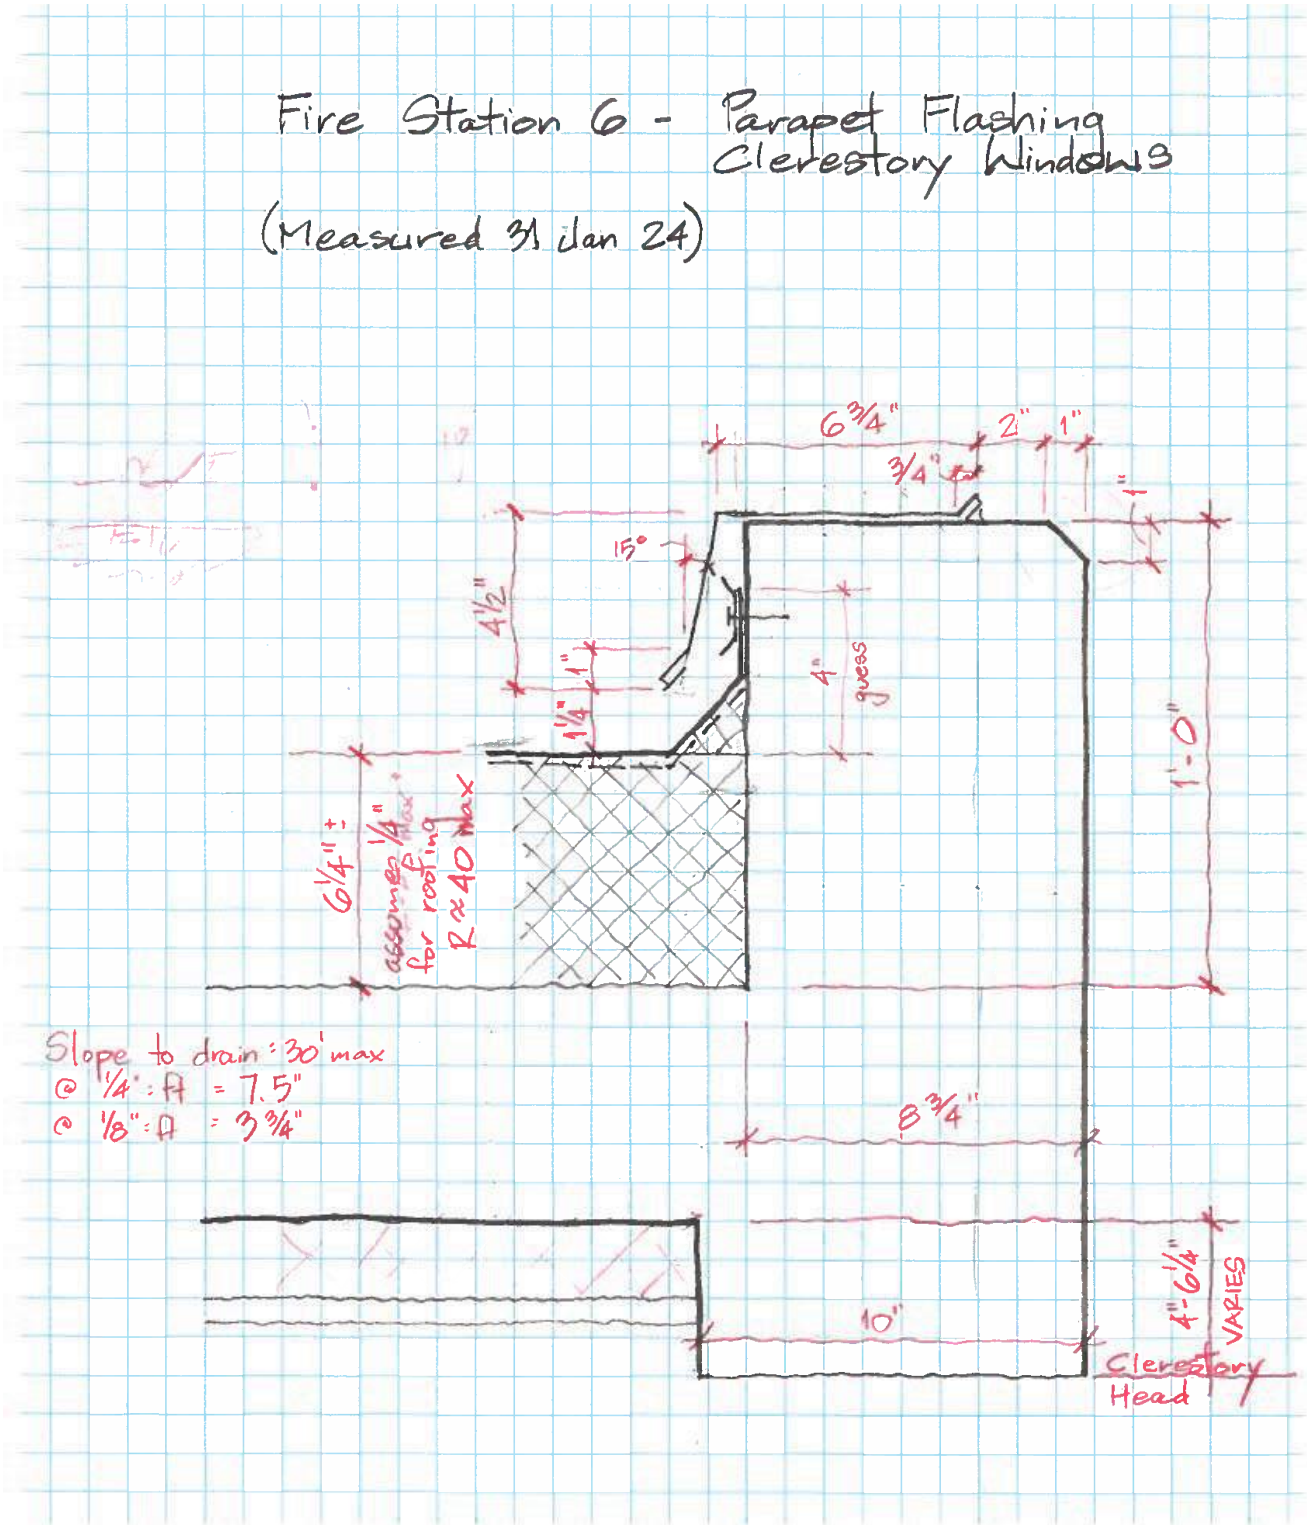 Fire Station 6 - Parapet Flashing
Clerestory Windows
(Measured 31 Jan 24)
6 3/4"
2"
1"
3/4"
1"
15°
4 1/2"
1"
1 1/4"
4"
guess
1'-0"
6 1/4" ±
assumes 1/4" max
for roofing
R ≈ 40 max
Slope to drain = 30' max
@ 1/4" : ft = 7.5"
@ 1/8" : ft = 3 3/4"
8 3/4"
10"
4"-6 1/4"
VARIES
Clerestory
Head